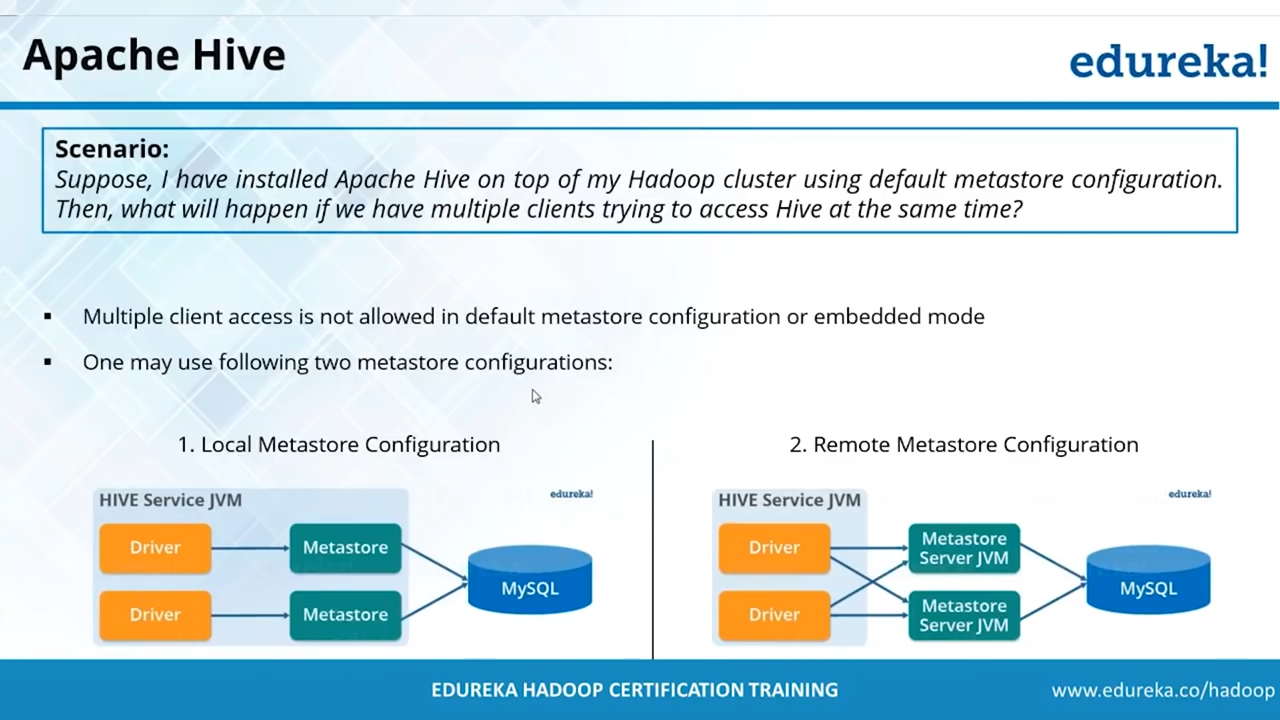 Apache Hive
edureka!
Scenario:
Suppose, I have installed Apache Hive on top of my Hadoop cluster using default metastore configuration.
Then, what will happen if we have multiple clients trying to access Hive at the same time?
▪ Multiple client access is not allowed in default metastore configuration or embedded mode
▪ One may use following two metastore configurations:
1. Local Metastore Configuration
HIVE Service JVM
edureka!
Driver
Metastore
Driver
Metastore
MySQL
2. Remote Metastore Configuration
HIVE Service JVM
edureka!
Driver
Metastore
Server JVM
Driver
Metastore
Server JVM
MySQL
EDUREKA HADOOP CERTIFICATION TRAINING
www.edureka.co/hadoop